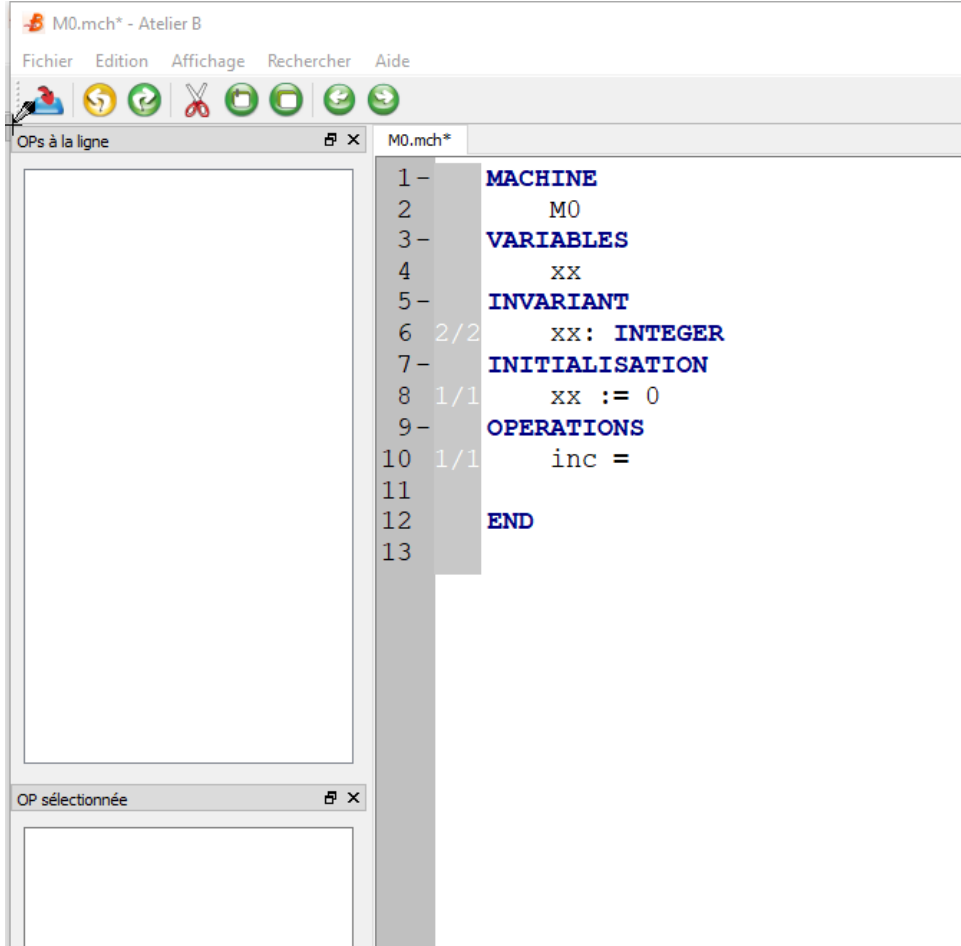 M0.mch* - Atelier B
Fichier Edition Affichage Rechercher Aide
OPs à la ligne
M0.mch*
1 MACHINE
2 M0
3 VARIABLES
4 xx
5 INVARIANT
6 2/2 xx: INTEGER
7 INITIALISATION
8 1/1 xx := 0
9 OPERATIONS
10 1/1 inc =
11
12 END
13
OP sélectionnée